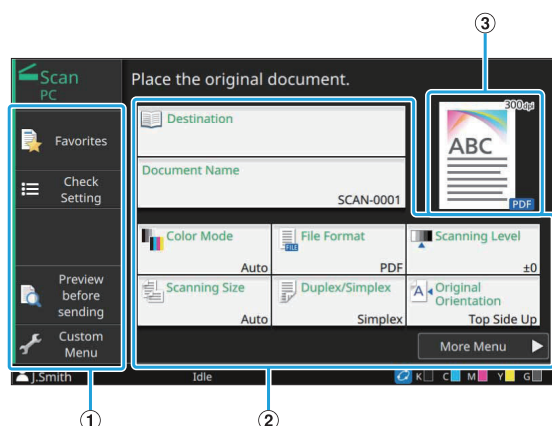 ③
Scan
PC
Place the original document.
300dpi
ABC
PDF
Favorites
Check
Setting
Preview
before
sending
Custom
Menu
Destination
Document Name
SCAN-0001
Color Mode
Auto
File Format
FILE
PDF
Scanning Level
±0
Scanning Size
Auto
Duplex/Simplex
Simplex
A
Original
Orientation
Top Side Up
More Menu
J.Smith
Idle
K C M Y G
①
②